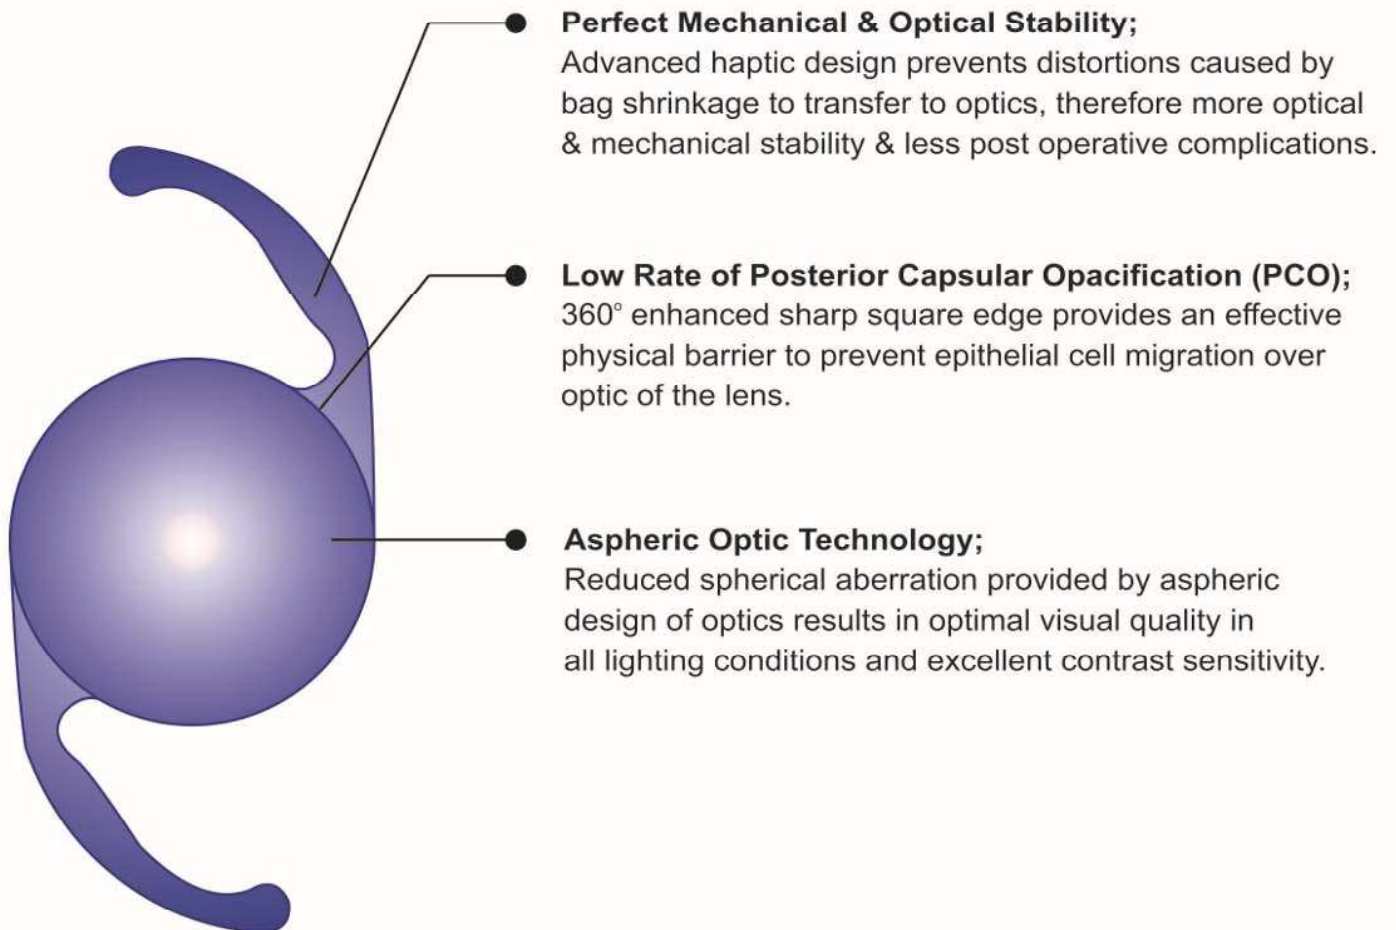 Perfect Mechanical & Optical Stability;
Advanced haptic design prevents distortions caused by
bag shrinkage to transfer to optics, therefore more optical
& mechanical stability & less post operative complications.
Low Rate of Posterior Capsular Opacification (PCO);
360° enhanced sharp square edge provides an effective
physical barrier to prevent epithelial cell migration over
optic of the lens.
Aspheric Optic Technology;
Reduced spherical aberration provided by aspheric
design of optics results in optimal visual quality in
all lighting conditions and excellent contrast sensitivity.